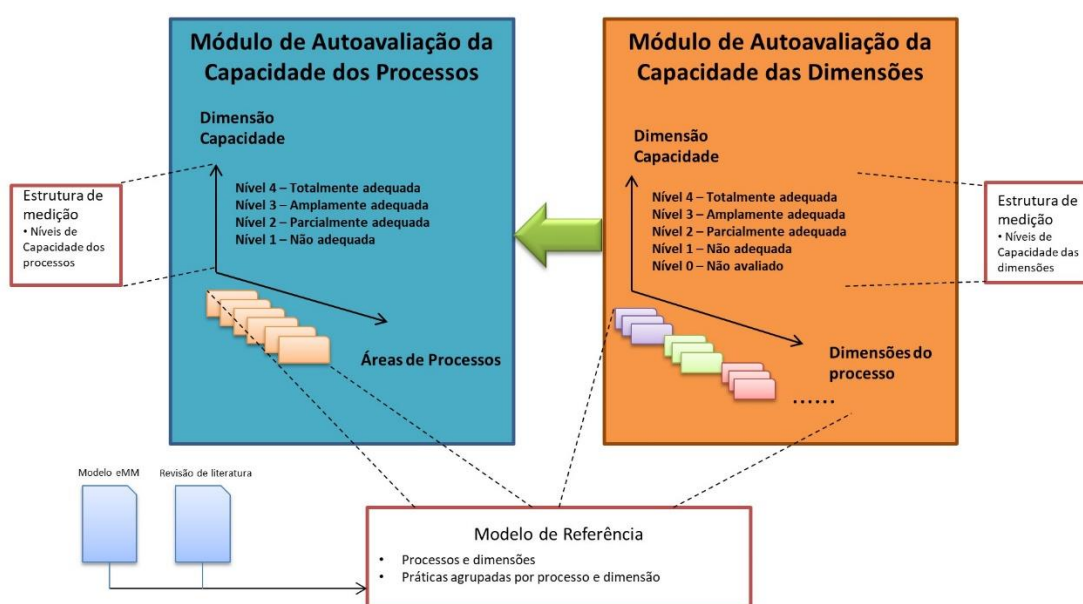 Módulo de Autoavaliação da
Capacidade dos Processos
Dimensão
Capacidade
Nível 4 – Totalmente adequada
Nível 3 – Amplamente adequada
Nível 2 – Parcialmente adequada
Nível 1 – Não adequada
Áreas de Processos
Módulo de Autoavaliação da
Capacidade das Dimensões
Dimensão
Capacidade
Nível 4 – Totalmente adequada
Nível 3 – Amplamente adequada
Nível 2 – Parcialmente adequada
Nível 1 – Não adequada
Nível 0 – Não avaliado
Dimensões do
processo
......
Estrutura de
medição
• Níveis de
Capacidade dos
processos
Estrutura de
medição
• Níveis de
Capacidade das
dimensões
Modelo eMM
Revisão de literatura
Modelo de Referência
• Processos e dimensões
• Práticas agrupadas por processo e dimensão